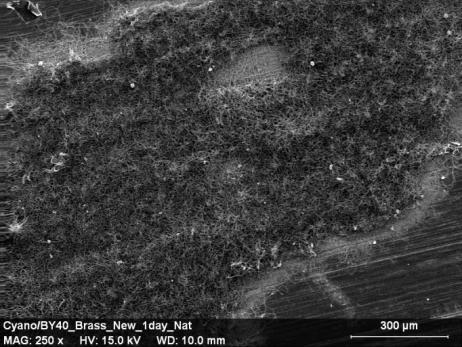 Cyano/BY40_Brass_New_1day_Nat
MAG: 250 x HV: 15.0 kV WD: 10.0 mm
300 µm